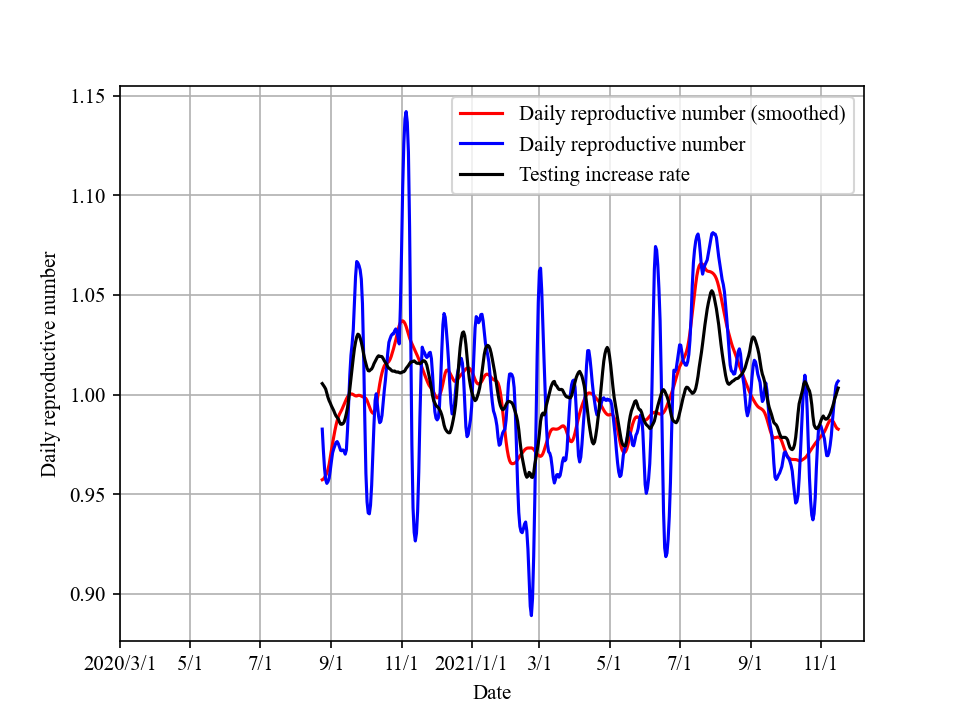 Daily reproductive number (smoothed)
Daily reproductive number
Testing increase rate
Daily reproductive number
1.15
1.10
1.05
1.00
0.95
0.90
2020/3/1 5/1 7/1 9/1 11/1 2021/1/1 3/1 5/1 7/1 9/1 11/1
Date